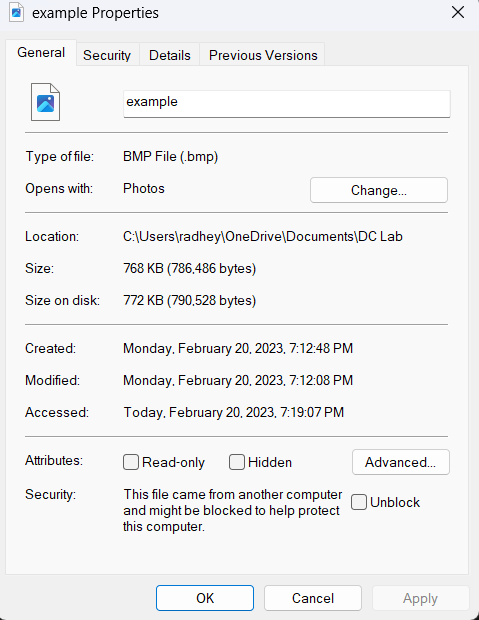 example Properties
General Security Details Previous Versions
example
Type of file: BMP File (.bmp)
Opens with: Photos Change...
Location: C:\Users\radhey\OneDrive\Documents\DC Lab
Size: 768 KB (786,486 bytes)
Size on disk: 772 KB (790,528 bytes)
Created: Monday, February 20, 2023, 7:12:48 PM
Modified: Monday, February 20, 2023, 7:12:08 PM
Accessed: Today, February 20, 2023, 7:19:07 PM
Attributes: Read-only Hidden Advanced...
Security: This file came from another computer
and might be blocked to help protect Unblock
this computer.
OK Cancel Apply